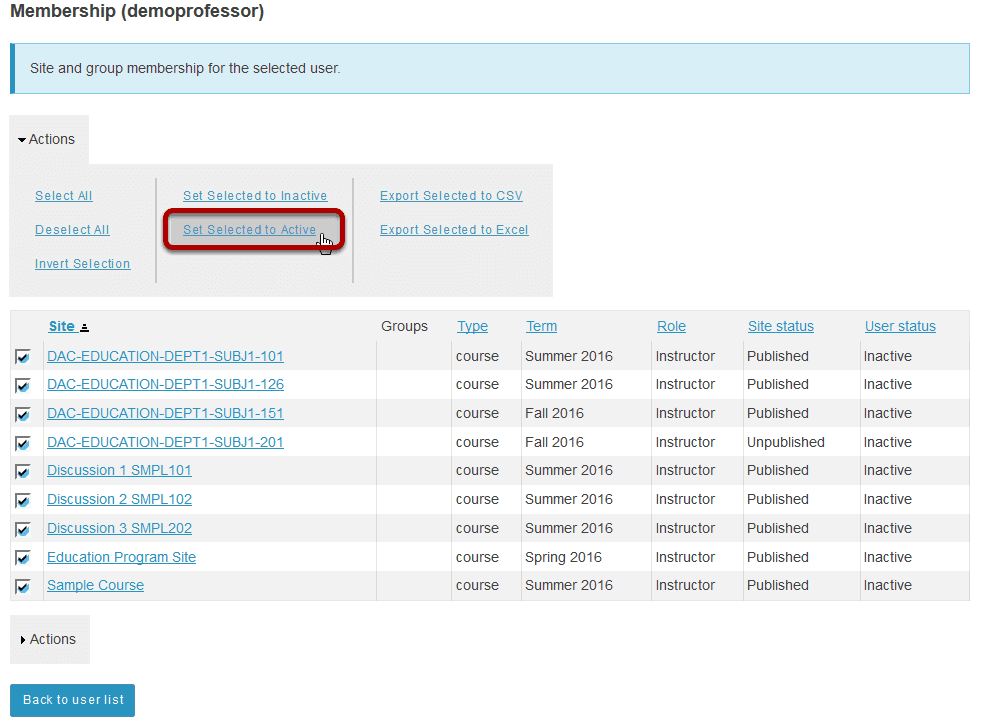 Membership (demoprofessor)
Site and group membership for the selected user.
Actions
Select All Set Selected to Inactive Export Selected to CSV
Deselect All Set Selected to Active Export Selected to Excel
Invert Selection
Site Groups Type Term Role Site status User status
DAC-EDUCATION-DEPT1-SUBJ1-101 course Summer 2016 Instructor Published Inactive
DAC-EDUCATION-DEPT1-SUBJ1-126 course Summer 2016 Instructor Published Inactive
DAC-EDUCATION-DEPT1-SUBJ1-151 course Fall 2016 Instructor Published Inactive
DAC-EDUCATION-DEPT1-SUBJ1-201 course Fall 2016 Instructor Unpublished Inactive
Discussion 1 SMPL101 course Summer 2016 Instructor Published Inactive
Discussion 2 SMPL102 course Summer 2016 Instructor Published Inactive
Discussion 3 SMPL202 course Summer 2016 Instructor Published Inactive
Education Program Site course Spring 2016 Instructor Published Inactive
Sample Course course Summer 2016 Instructor Published Inactive
Actions
Back to user list